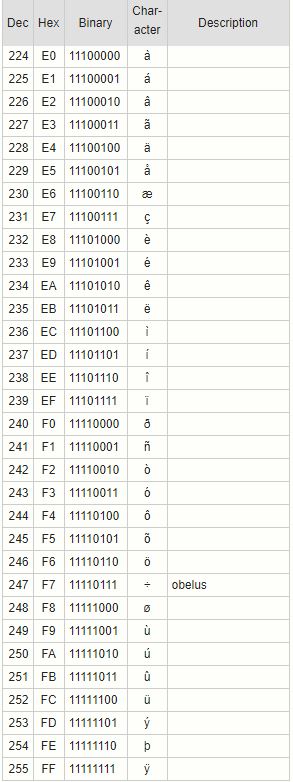 Dec Hex Binary Char-acter Description
224 E0 11100000 à
225 E1 11100001 á
226 E2 11100010 â
227 E3 11100011 ã
228 E4 11100100 ä
229 E5 11100101 å
230 E6 11100110 æ
231 E7 11100111 ç
232 E8 11101000 è
233 E9 11101001 é
234 EA 11101010 ê
235 EB 11101011 ë
236 EC 11101100 ì
237 ED 11101101 í
238 EE 11101110 î
239 EF 11101111 ï
240 F0 11110000 ð
241 F1 11110001 ñ
242 F2 11110010 ò
243 F3 11110011 ó
244 F4 11110100 ô
245 F5 11110101 õ
246 F6 11110110 ö
247 F7 11110111 ÷ obelus
248 F8 11111000 ø
249 F9 11111001 ù
250 FA 11111010 ú
251 FB 11111011 û
252 FC 11111100 ü
253 FD 11111101 ý
254 FE 11111110 þ
255 FF 11111111 ÿ